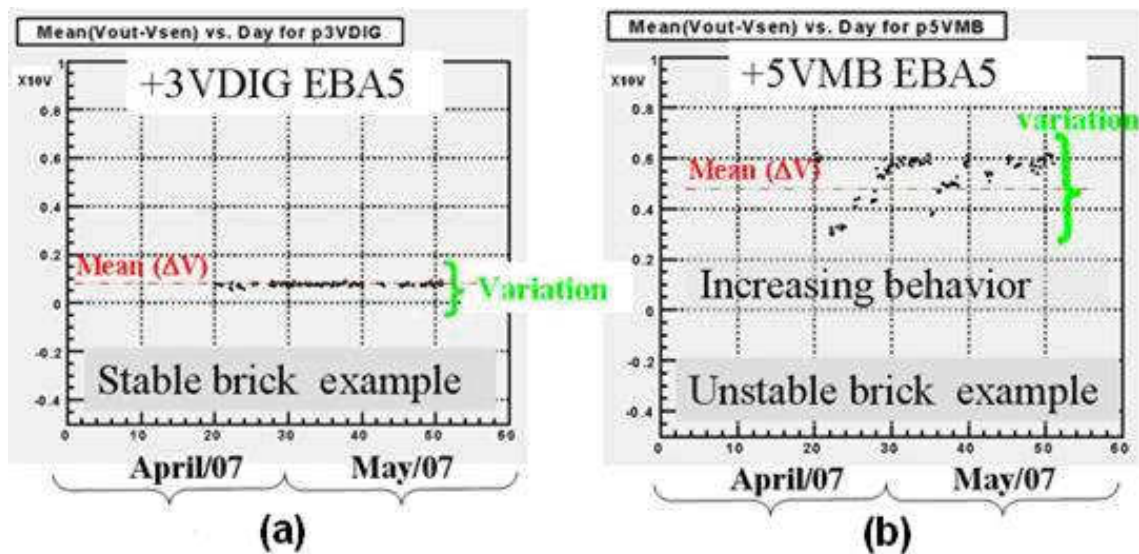 Mean(Vout-Vsen) vs. Day for p3VDIG
X10V
+3VDIG EBA5
1
0.8
0.6
0.4
0.2
0
-0.2
-0.4
Mean (ΔV)
Variation
Stable brick example
0 10 20 30 40 50 60
April/07 May/07
(a)
Mean(Vout-Vsen) vs. Day for p5VMB
X10V
+5VMB EBA5
1
0.8
0.6
0.4
0.2
0
-0.2
-0.4
variation
Mean (ΔV)
Increasing behavior
Unstable brick example
0 10 20 30 40 50 60
April/07 May/07
(b)